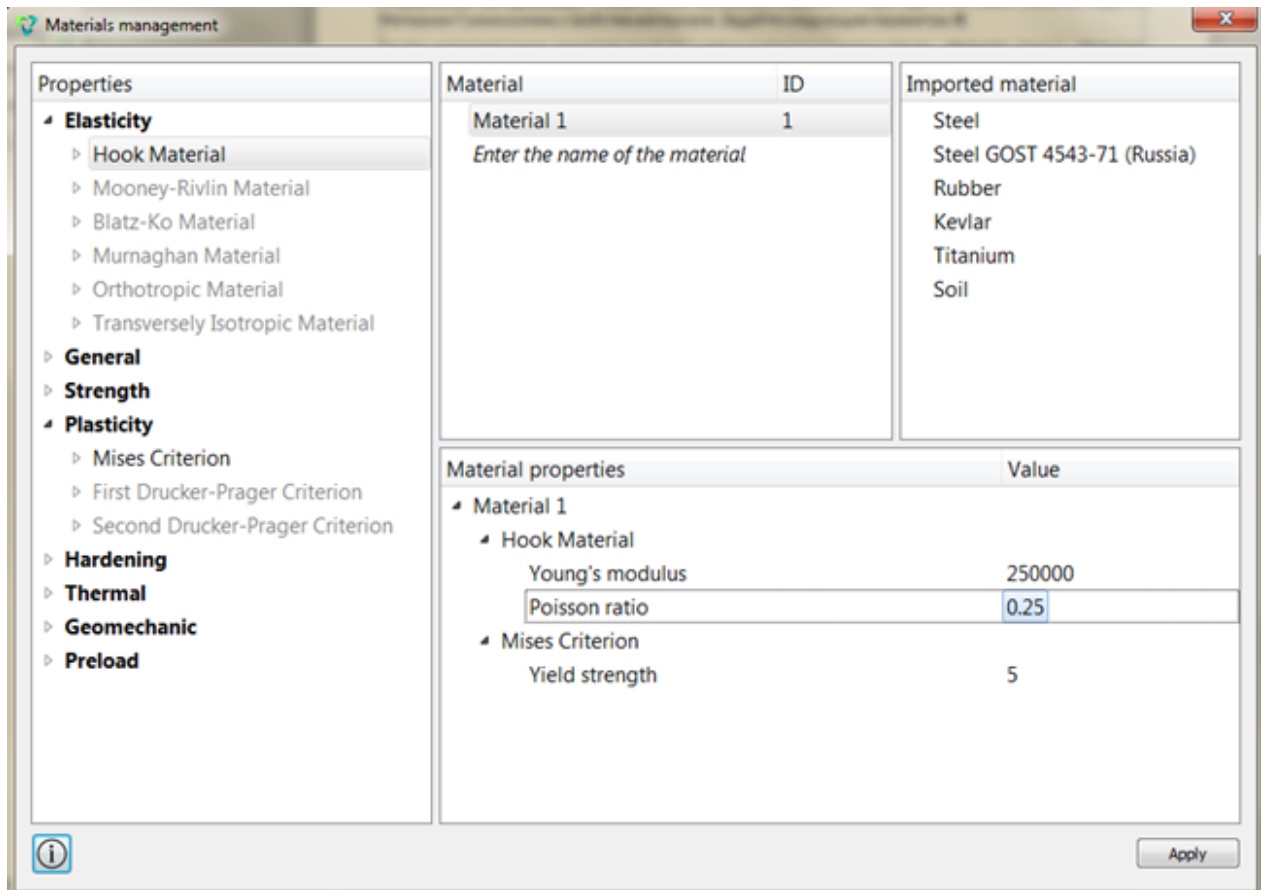 Materials management
Properties
Elasticity
Hook Material
Mooney-Rivlin Material
Blatz-Ko Material
Murnaghan Material
Orthotropic Material
Transversely Isotropic Material
General
Strength
Plasticity
Mises Criterion
First Drucker-Prager Criterion
Second Drucker-Prager Criterion
Hardening
Thermal
Geomechanic
Preload
Material ID
Material 1 1
Enter the name of the material
Imported material
Steel
Steel GOST 4543-71 (Russia)
Rubber
Kevlar
Titanium
Soil
Material properties Value
Material 1
Hook Material
Young's modulus 250000
Poisson ratio 0.25
Mises Criterion
Yield strength 5
Apply